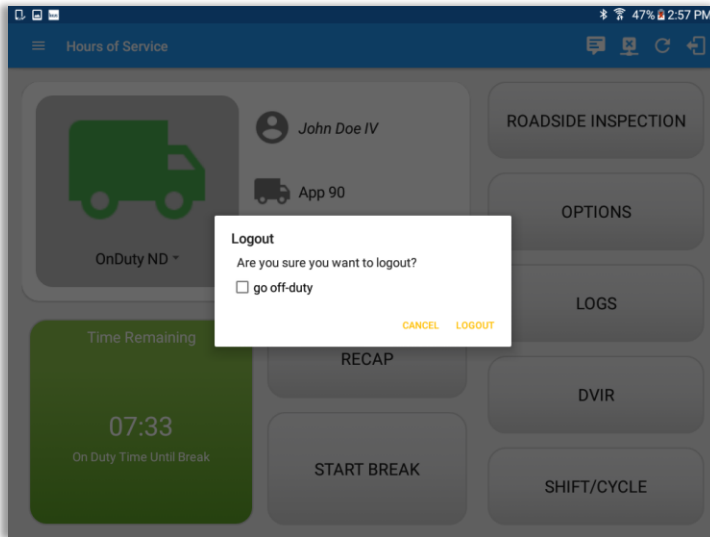 47% 2:57 PM
Hours of Service
John Doe IV
App 90
OnDuty ND
ROADSIDE INSPECTION
OPTIONS
LOGS
DVIR
SHIFT/CYCLE
Logout
Are you sure you want to logout?
go off-duty
CANCEL LOGOUT
Time Remaining
07:33
On Duty Time Until Break
RECAP
START BREAK